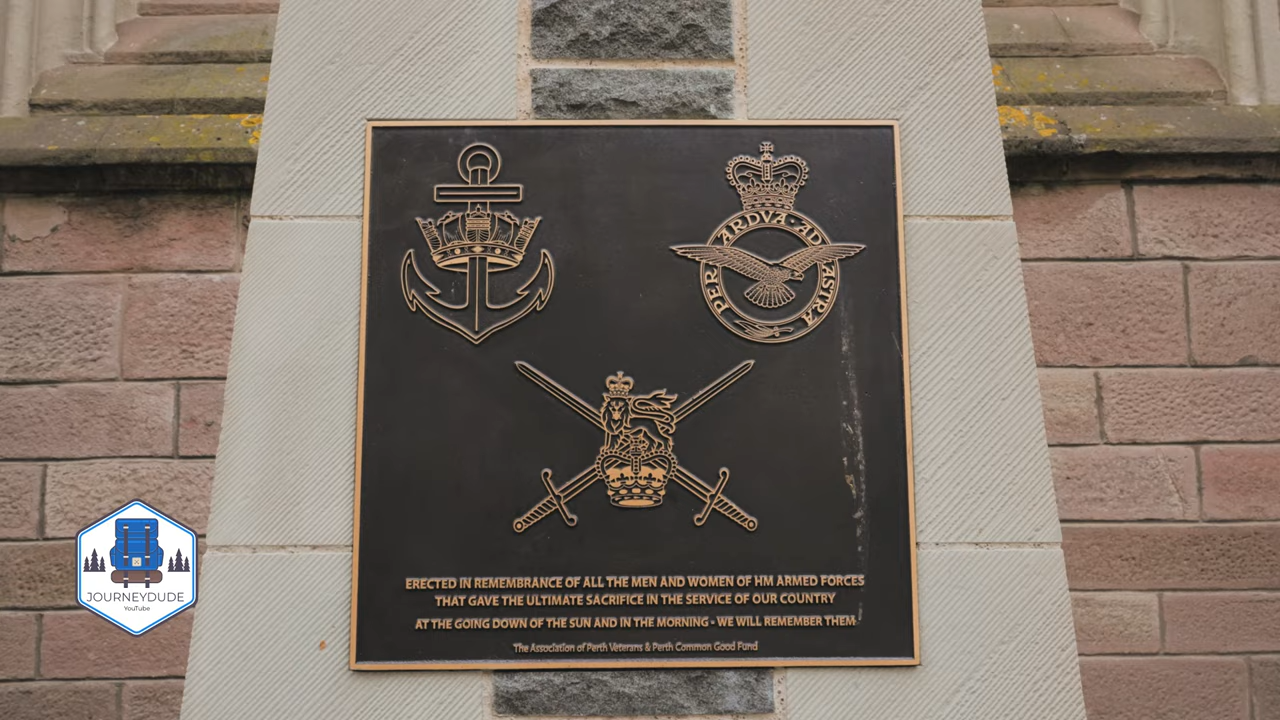 PER ARDVA AD ASTRA
ERECTED IN REMEMBRANCE OF ALL THE MEN AND WOMEN OF HM ARMED FORCES
THAT GAVE THE ULTIMATE SACRIFICE IN THE SERVICE OF OUR COUNTRY
AT THE GOING DOWN OF THE SUN AND IN THE MORNING - WE WILL REMEMBER THEM
The Association of Perth Veterans & Perth Common Good Fund
JOURNEYDUDE
YouTube